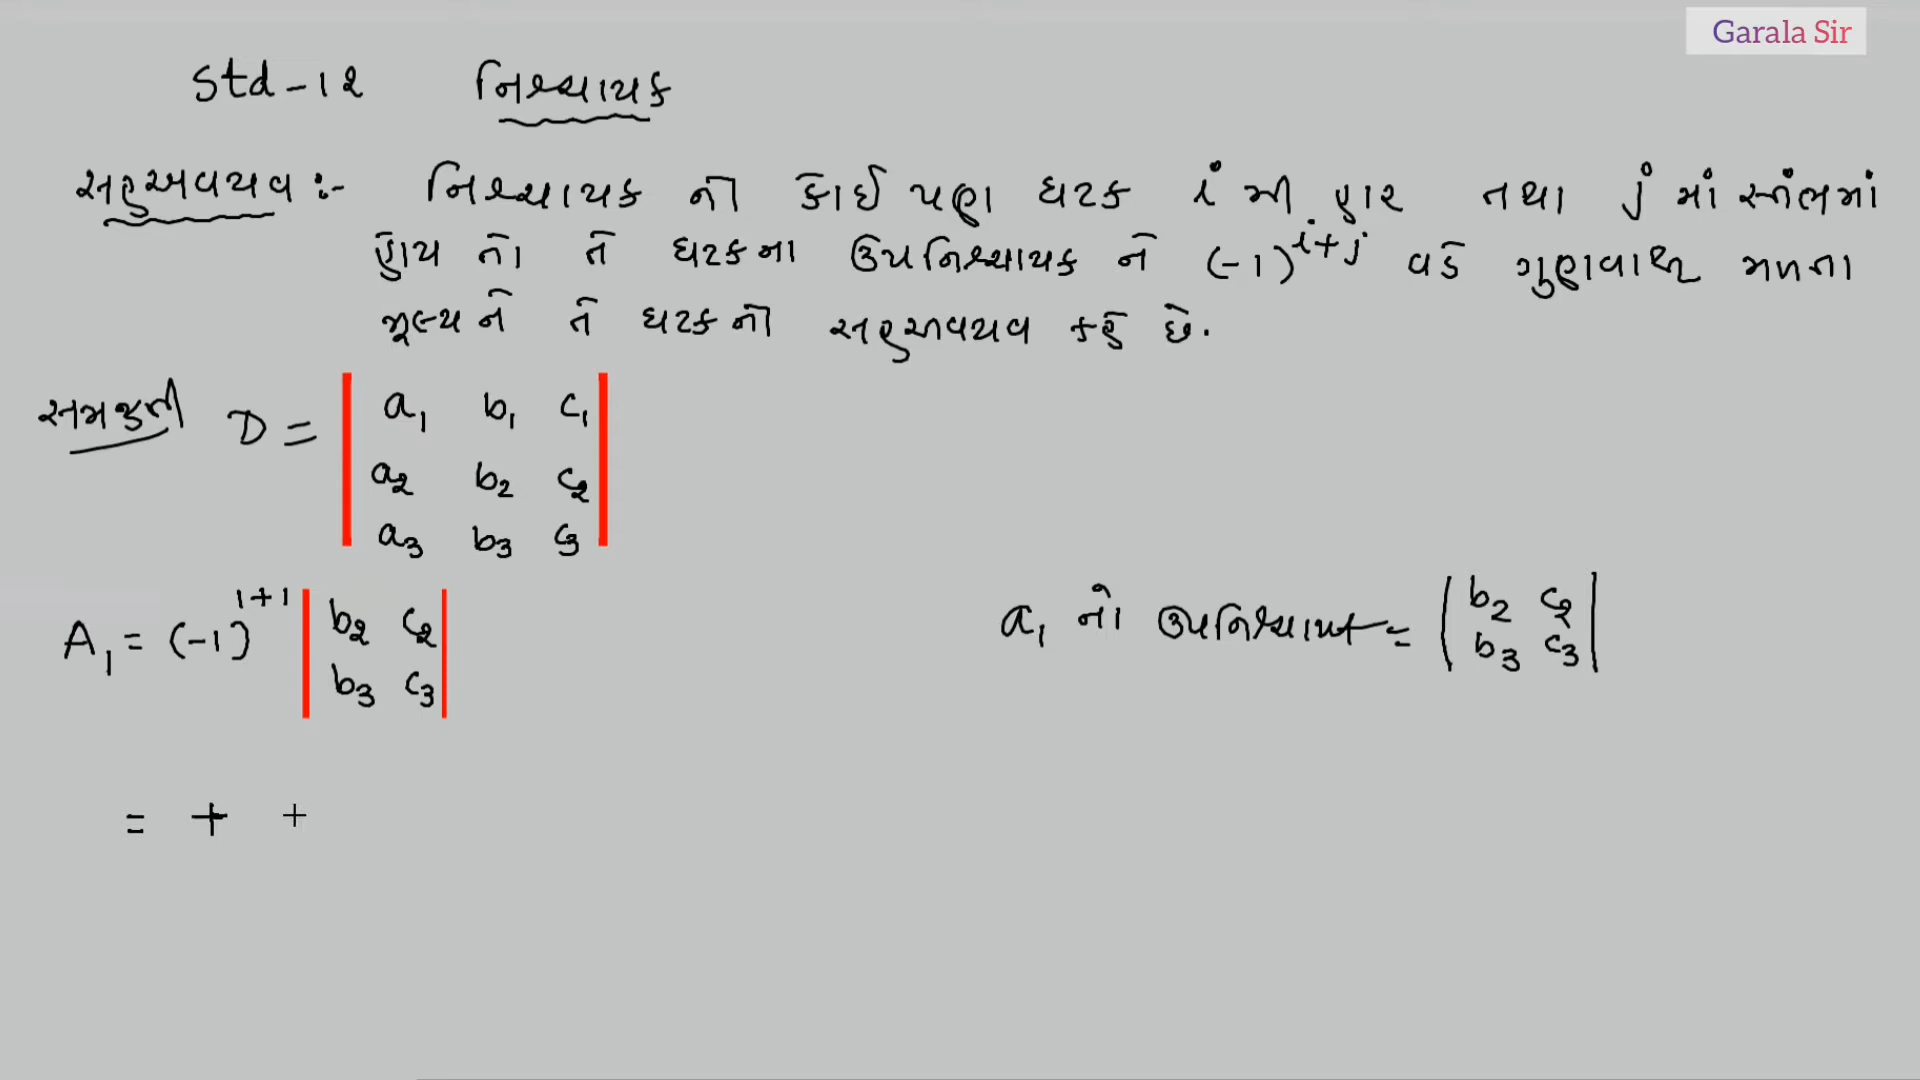 Garala Sir
Std-12 નિશ્ચાયક
સહઅવયવ :- નિશ્ચાયક નો કોઈ પણ ઘટક i મી હાર તથા j માં સ્તંભમાં
હોય તો તે ઘટકના ઉપનિશ્ચાયક ને (-1)^{i+j} વડે ગુણવાથી મળતા
મૂલ્ય ને તે ઘટક નો સહઅવયવ કહે છે.
સમજુતી D = | a₁ b₁ c₁ |
| a₂ b₂ c₂ |
| a₃ b₃ c₃ |
A₁ = (-1)^{1+1} | b₂ c₂ |
| b₃ c₃ |
a₁ નો ઉપનિશ્ચાયક = | b₂ c₂ |
| b₃ c₃ |
= +